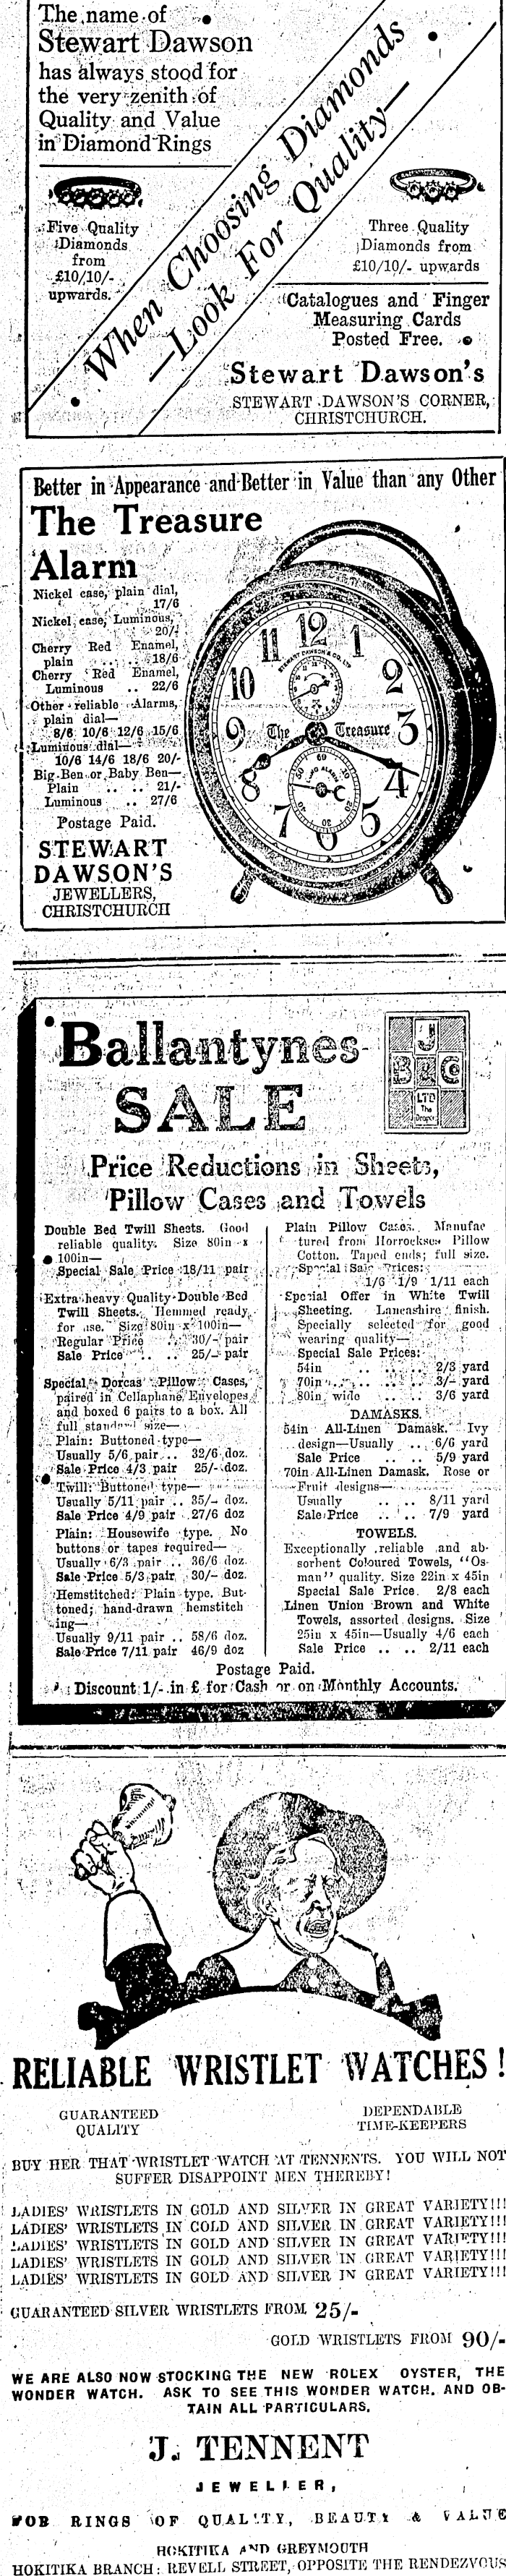 The name of
Stewart Dawson
has always stood for
the very zenith of
Quality and Value
in Diamond Rings
When Choosing Diamonds
—Look For Quality—
Five Quality
Diamonds
from
£10/10/-
upwards.
Three Quality
Diamonds from
£10/10/- upwards
Catalogues and Finger
Measuring Cards
Posted Free.
Stewart Dawson's
STEWART DAWSON'S CORNER,
CHRISTCHURCH.
Better in Appearance and Better in Value than any Other
The Treasure
Alarm
Nickel case, plain dial,
17/6
Nickel case, Luminous,
20/-
Cherry Red Enamel,
plain .. .. 18/6
Cherry Red Enamel,
Luminous .. 22/6
Other reliable Alarms,
plain dial—
8/6 10/6 12/6 15/6
Luminous dial—
10/6 14/6 18/6 20/-
Big Ben or Baby Ben—
Plain .. .. 21/-
Luminous .. 27/6
Postage Paid.
STEWART
DAWSON'S
JEWELLERS,
CHRISTCHURCH
12
11 1
10 2
STEWART DAWSON & CO. LTD
9 The Treasure 3
8 4
7 5
6
Ballantynes
SALE
J
B & Co
LTD
The
Drapers
Price Reductions in Sheets,
Pillow Cases and Towels
Double Bed Twill Sheets. Good
reliable quality. Size 80in x
100in—
Special Sale Price 18/11 pair
Extra heavy Quality Double Bed
Twill Sheets. Hemmed ready
for use. Size 80in x 100in—
Regular Price .. 30/- pair
Sale Price .. .. 25/- pair
Special Dorcas Pillow Cases,
paired in Cellaphane Envelopes
and boxed 6 pairs to a box. All
full standard size—
Plain: Buttoned type—
Usually 5/6 pair .. 32/6 doz.
Sale Price 4/3 pair 25/- doz.
Twill: Buttoned type—
Usually 5/11 pair .. 35/- doz.
Sale Price 4/9 pair 27/6 doz
Plain: Housewife type. No
buttons or tapes required—
Usually 6/3 pair .. 36/6 doz.
Sale Price 5/3 pair 30/- doz.
Hemstitched: Plain type. But-
toned; hand-drawn hemstitch
ing—
Usually 9/11 pair .. 58/6 doz.
Sale Price 7/11 pair 46/9 doz
Plain Pillow Cases. Manufac
tured from Horrockses Pillow
Cotton. Taped ends; full size.
Special Sale Prices:
1/6 1/9 1/11 each
Special Offer in White Twill
Sheeting. Lancashire finish.
Specially selected for good
wearing quality—
Special Sale Prices:
54in .. .. .. 2/3 yard
70in .. .. .. 3/- yard
80in wide .. .. 3/6 yard
DAMASKS.
54in All-Linen Damask. Ivy
design—Usually .. 6/6 yard
Sale Price .. .. 5/9 yard
70in All-Linen Damask. Rose or
Fruit designs—
Usually .. .. 8/11 yard
Sale Price .. .. 7/9 yard
TOWELS.
Exceptionally reliable and ab-
sorbent Coloured Towels, "Os-
man" quality. Size 22in x 45in
Special Sale Price. 2/8 each
Linen Union Brown and White
Towels, assorted designs. Size
25in x 45in—Usually 4/6 each
Sale Price .. .. 2/11 each
Postage Paid.
Discount 1/- in £ for Cash or on Monthly Accounts.
RELIABLE WRISTLET WATCHES!
GUARANTEED
QUALITY
DEPENDABLE
TIME-KEEPERS
BUY HER THAT WRISTLET WATCH AT TENNENTS. YOU WILL NOT
SUFFER DISAPPOINT MEN THEREBY!
LADIES' WRISTLETS IN GOLD AND SILVER IN GREAT VARIETY!!!
LADIES' WRISTLETS IN GOLD AND SILVER IN GREAT VARIETY!!!
LADIES' WRISTLETS IN GOLD AND SILVER IN GREAT VARIETY!!!
LADIES' WRISTLETS IN GOLD AND SILVER IN GREAT VARIETY!!!
LADIES' WRISTLETS IN GOLD AND SILVER IN GREAT VARIETY!!!
GUARANTEED SILVER WRISTLETS FROM 25/-
GOLD WRISTLETS FROM 90/-
WE ARE ALSO NOW STOCKING THE NEW ROLEX OYSTER, THE
WONDER WATCH. ASK TO SEE THIS WONDER WATCH. AND OB-
TAIN ALL PARTICULARS.
J. TENNENT
JEWELLER,
FOR RINGS OF QUALITY, BEAUTY & VALUE
HOKITIKA AND GREYMOUTH
HOKITIKA BRANCH: REVELL STREET, OPPOSITE THE RENDEZVOUS